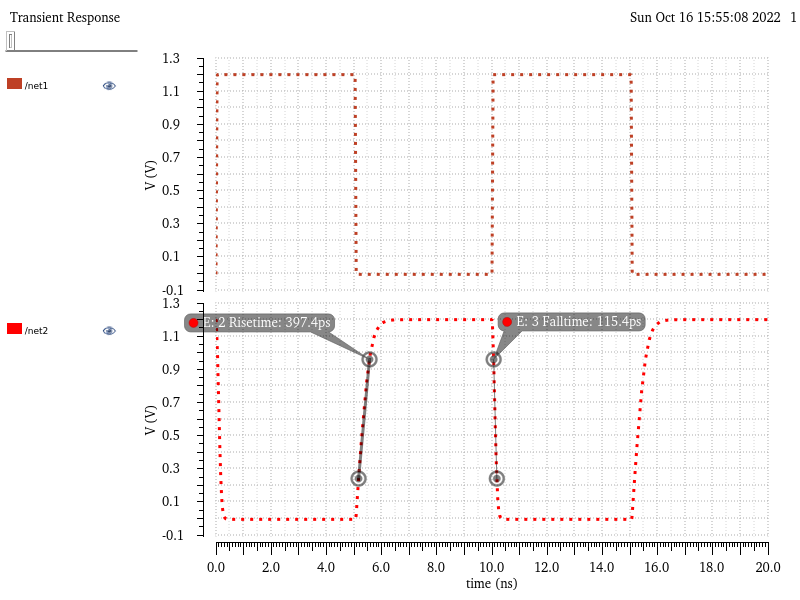 Transient Response
Sun Oct 16 15:55:08 2022 1
/net1
1.3
1.1
0.9
0.7
0.5
0.3
0.1
-0.1
V (V)
/net2
1.3
1.1
0.9
0.7
0.5
0.3
0.1
-0.1
V (V)
E: 2 Risetime: 397.4ps
E: 3 Falltime: 115.4ps
0.0 2.0 4.0 6.0 8.0 10.0 12.0 14.0 16.0 18.0 20.0
time (ns)